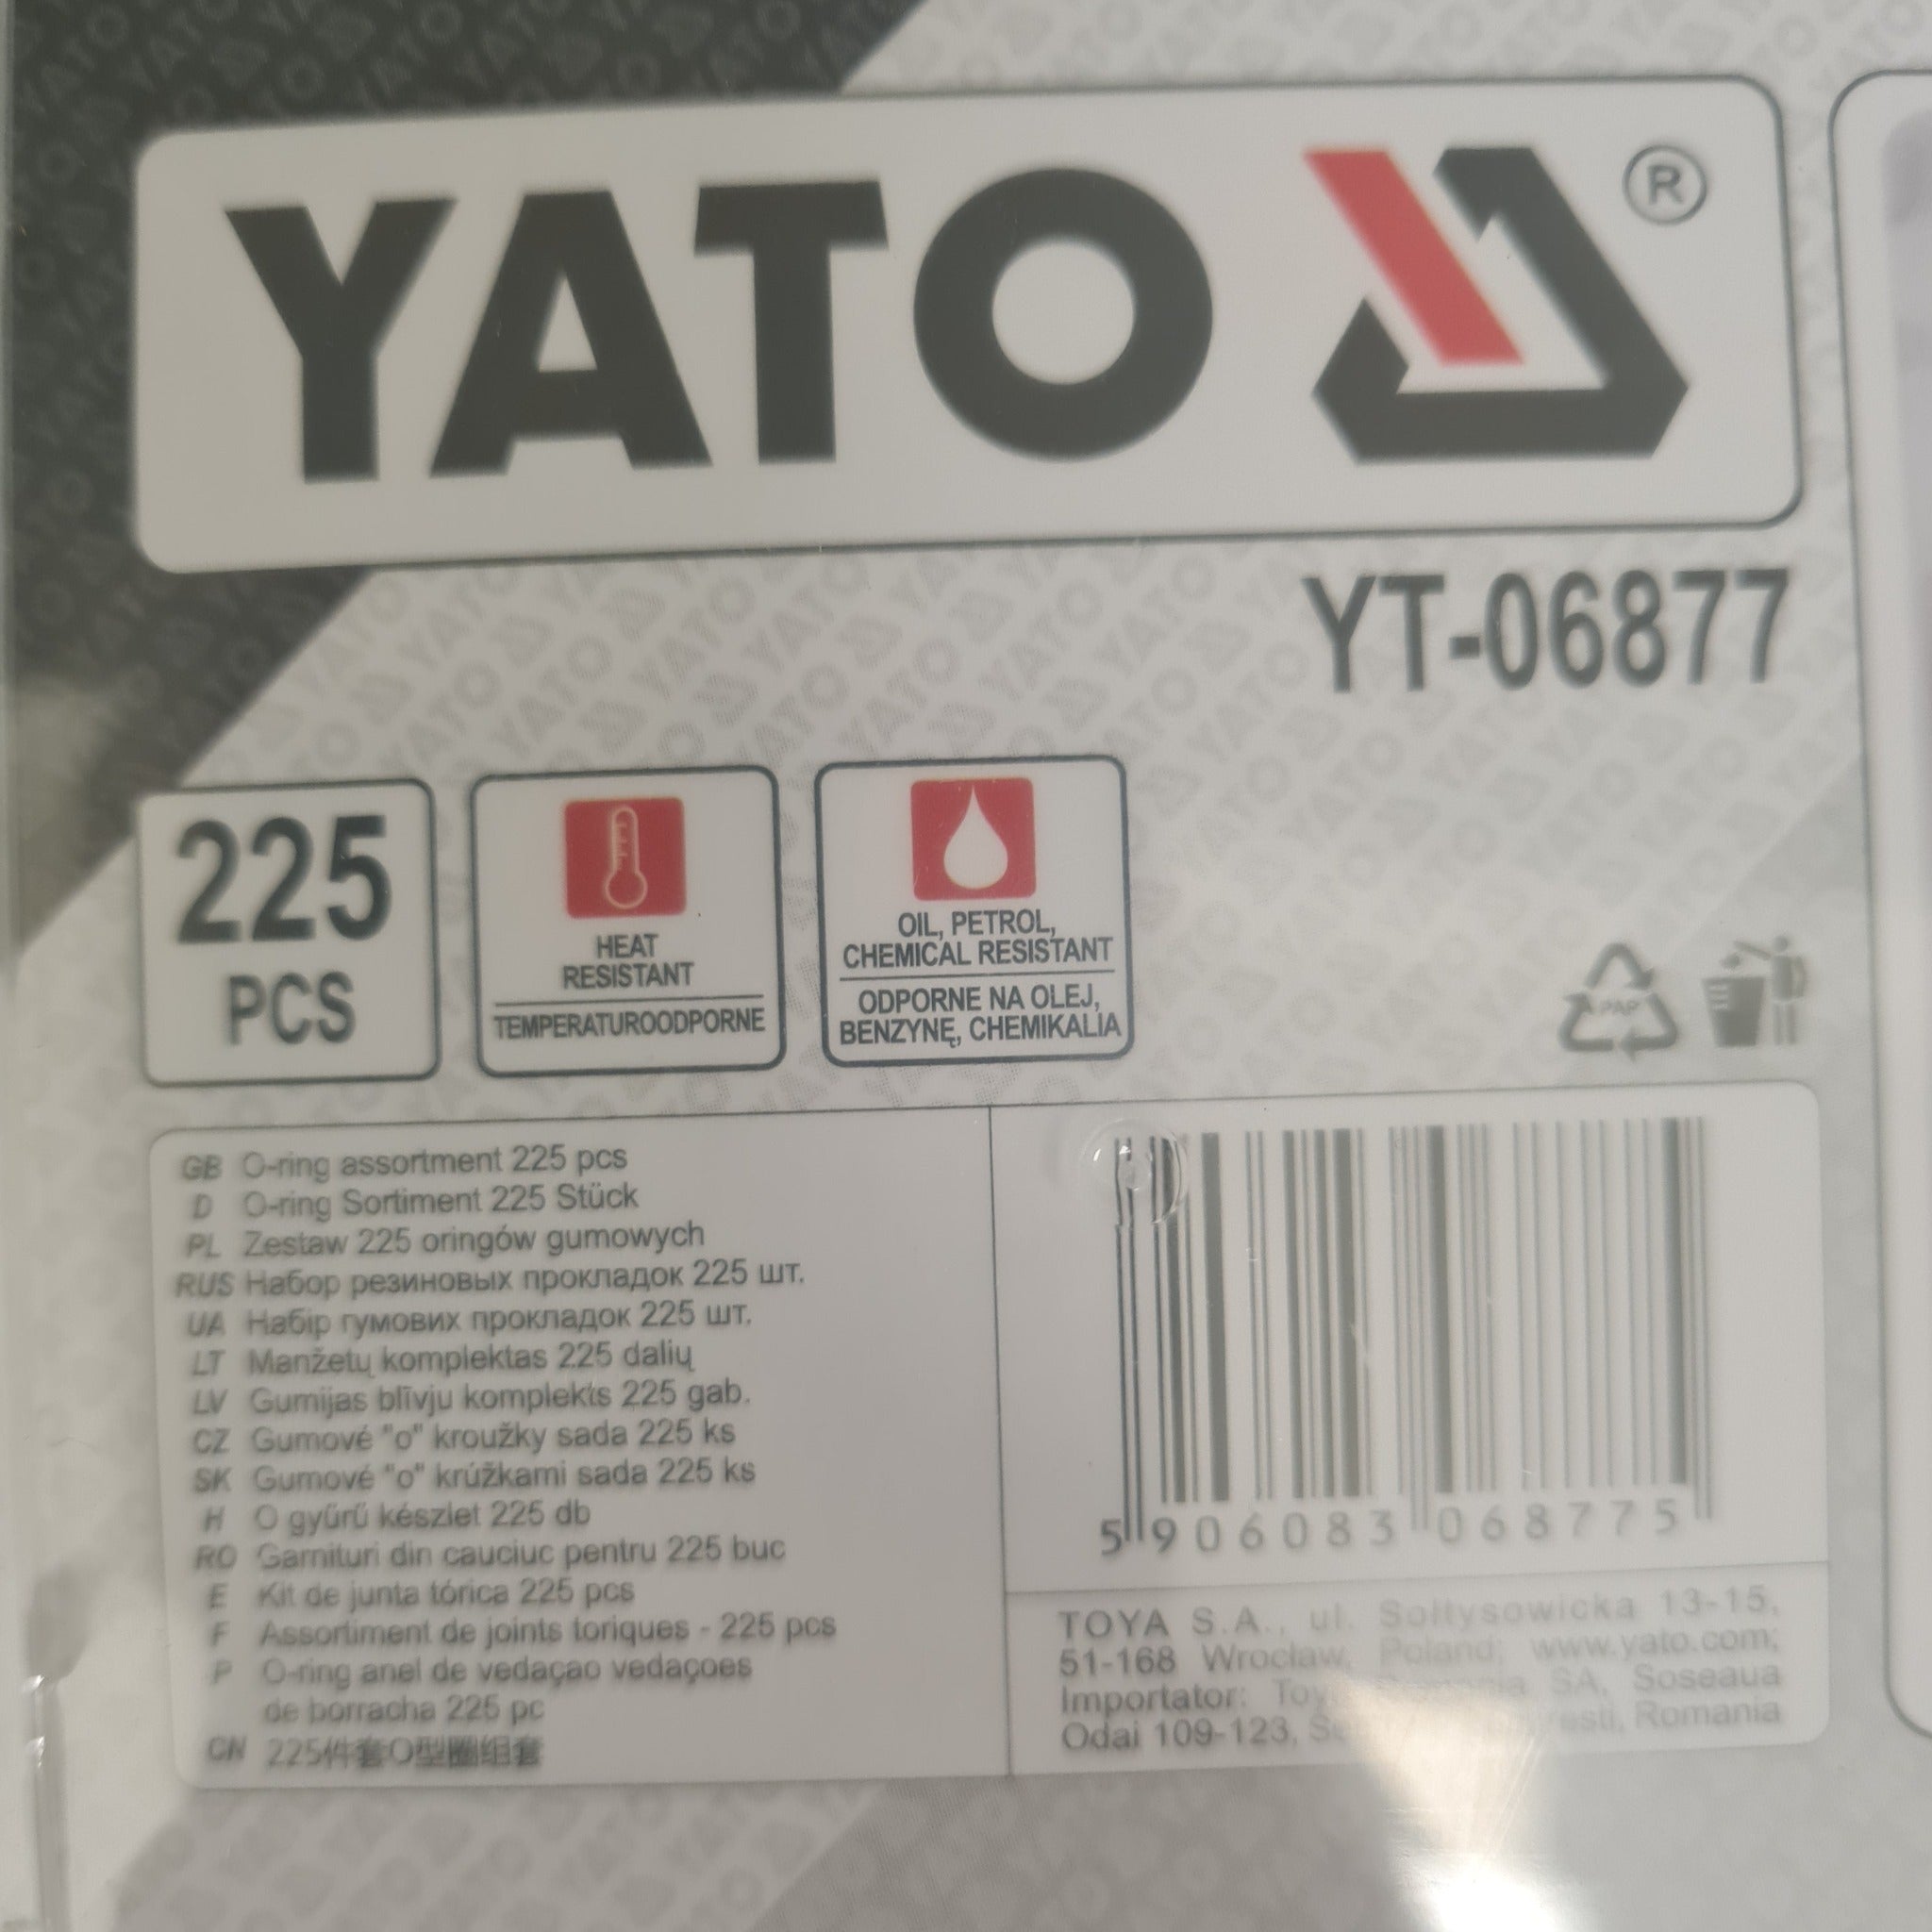 YATO ®
YT-06877
225
PCS
HEAT
RESISTANT
TEMPERATUROODPORNE
OIL, PETROL,
CHEMICAL RESISTANT
ODPORNE NA OLEJ,
BENZYNĘ, CHEMIKALIA
PAP
GB O-ring assortment 225 pcs
D O-ring Sortiment 225 Stück
PL Zestaw 225 oringów gumowych
RUS Набор резиновых прокладок 225 шт.
UA Набір гумових прокладок 225 шт.
LT Manžetų komplektas 225 dalių
LV Gumijas blīvju komplekts 225 gab.
CZ Gumové "o" kroužky sada 225 ks
SK Gumové "o" krúžkami sada 225 ks
H O gyűrű készlet 225 db
RO Garnituri din cauciuc pentru 225 buc
E Kit de junta tórica 225 pcs
F Assortiment de joints toriques - 225 pcs
P O-ring anel de vedaçao vedaçoes
de borracha 225 pc
CN 225件套O型圈组套
5 906083 068775
TOYA S.A., ul. Sołtysowicka 13-15,
51-168 Wrocław, Poland; www.yato.com;
Importator: Toya Romania SA, Soseaua
Odai 109-123, Romania